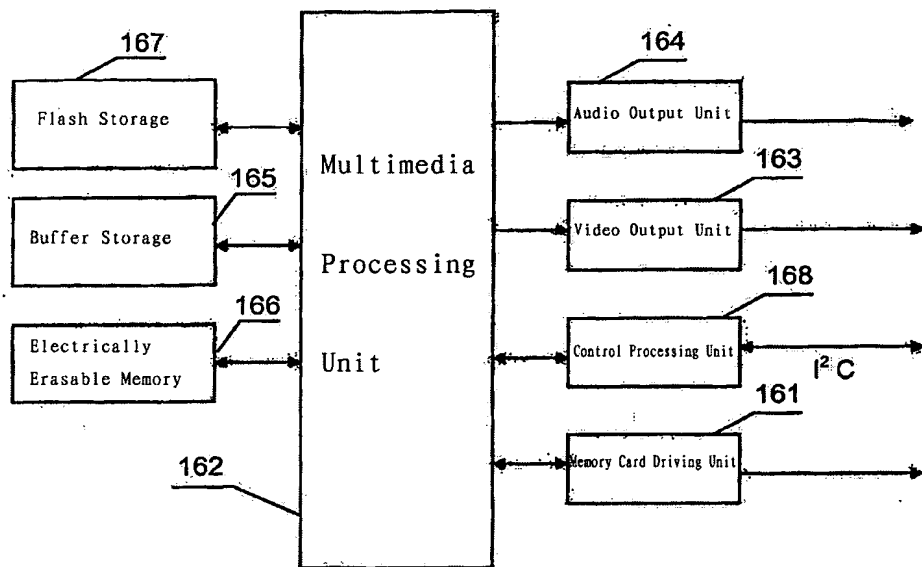 167
Flash Storage
165
Buffer Storage
166
Electrically
Erasable Memory
162
Multimedia
Processing
Unit
164
Audio Output Unit
163
Video Output Unit
168
Control Processing Unit
I² C
161
Memory Card Driving Unit